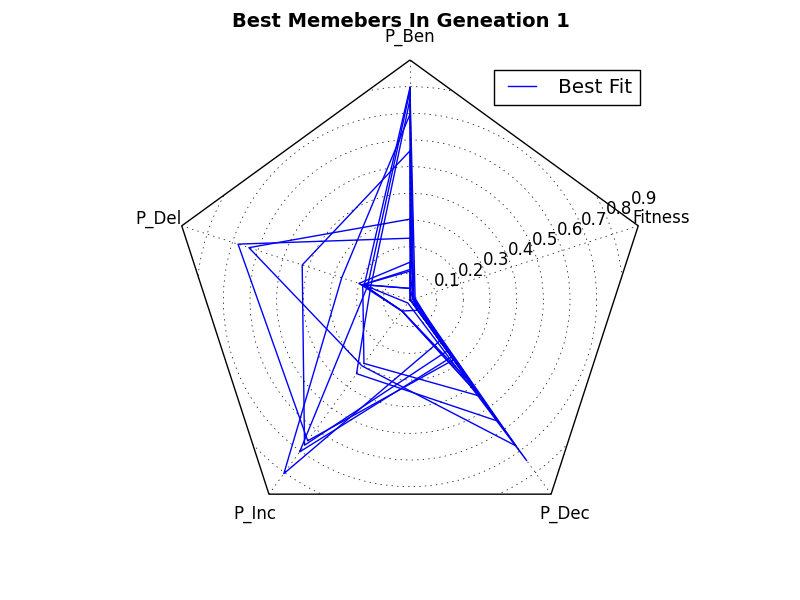 Best Memebers In Geneation 1
P_Ben
Best Fit
0.9
0.8
Fitness
P_Del
0.7
0.6
0.5
0.4
0.3
0.2
0.1
P_Inc
P_Dec